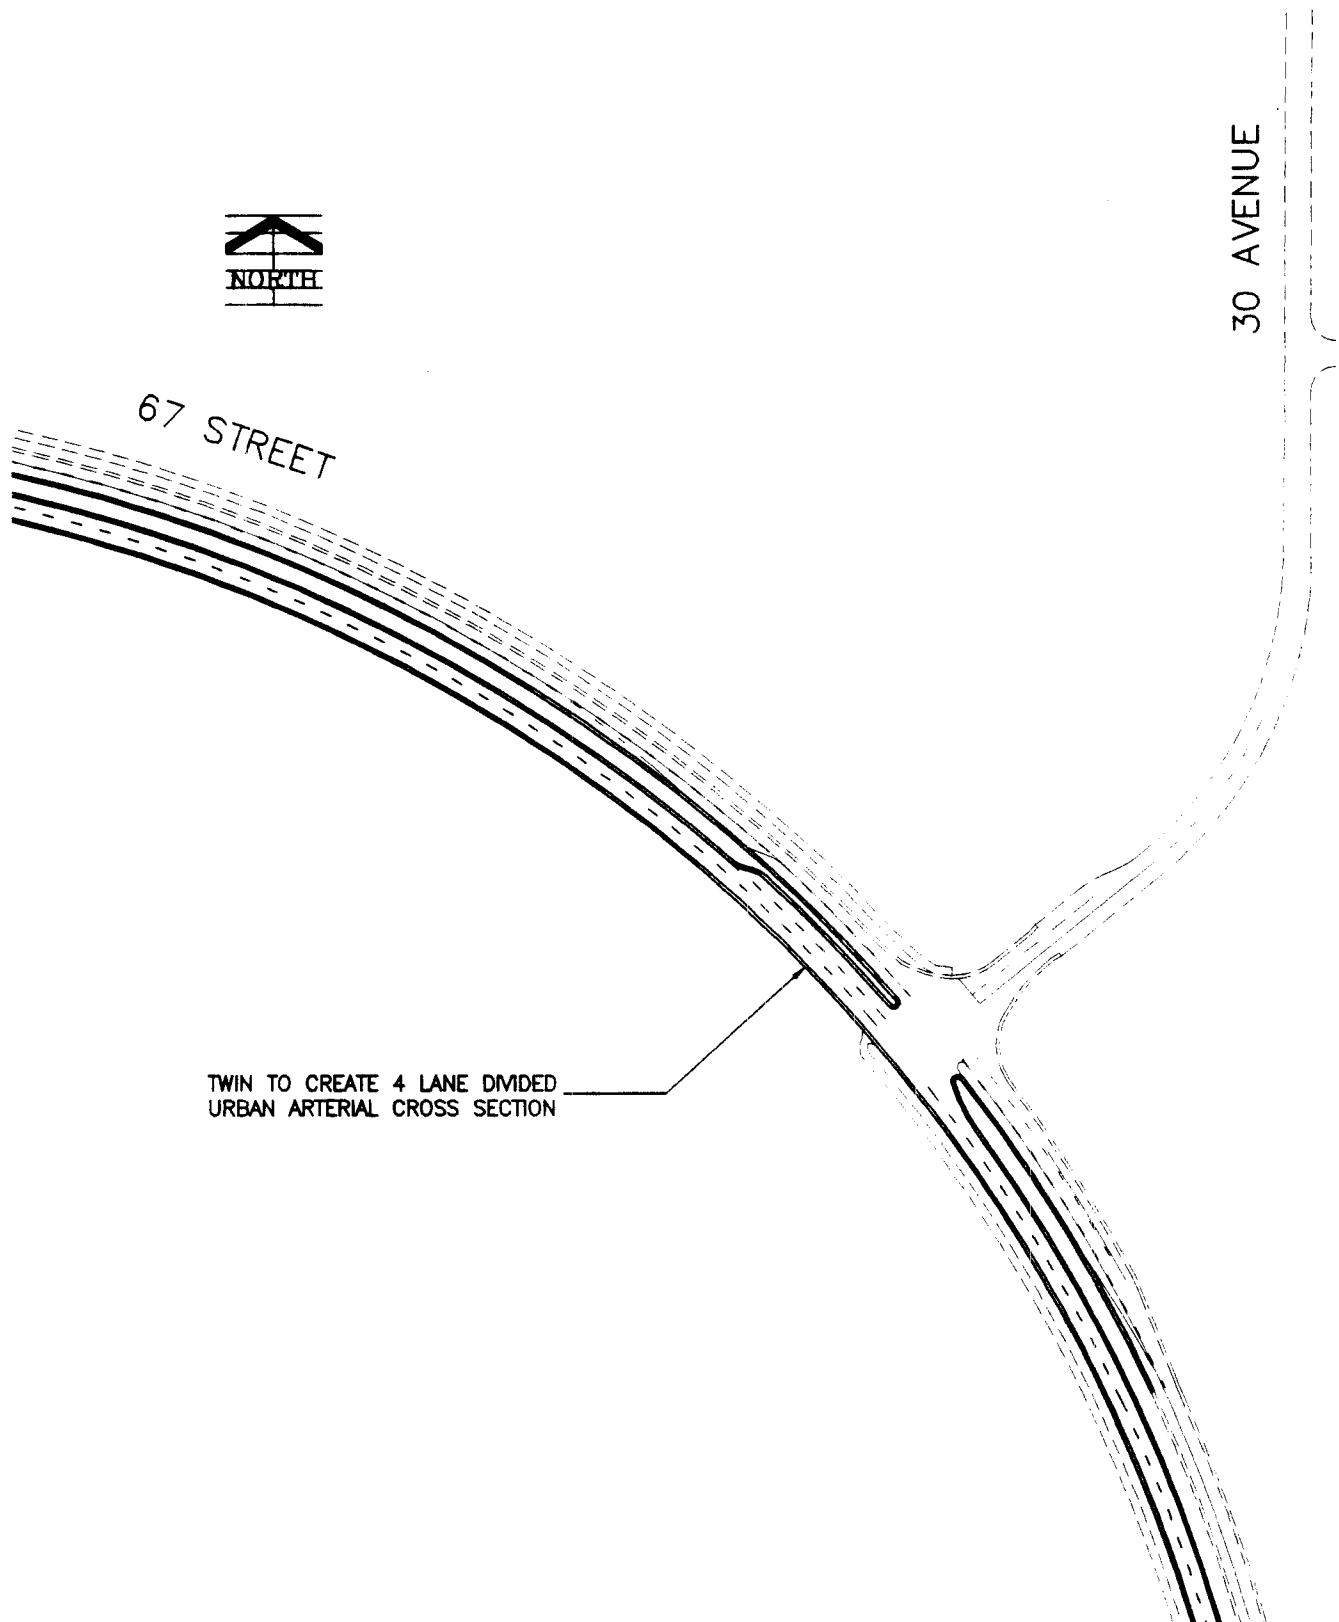 30 AVENUE
NORTH
67 STREET
TWIN TO CREATE 4 LANE DIVIDED
URBAN ARTERIAL CROSS SECTION